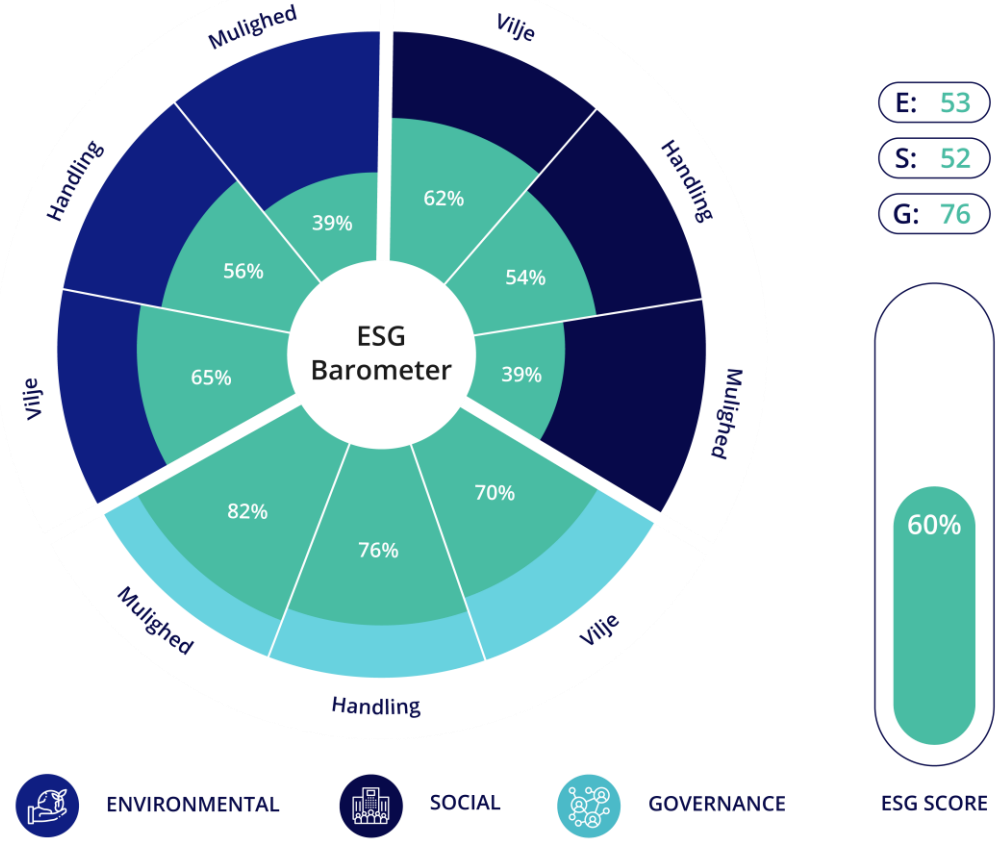 Mulighed
Vilje
Handling
Handling
39%
62%
56%
54%
65%
39%
ESG
Barometer
Vilje
Mulighed
82%
76%
70%
Mulighed
Handling
Vilje
E: 53
S: 52
G: 76
60%
ENVIRONMENTAL
SOCIAL
GOVERNANCE
ESG SCORE